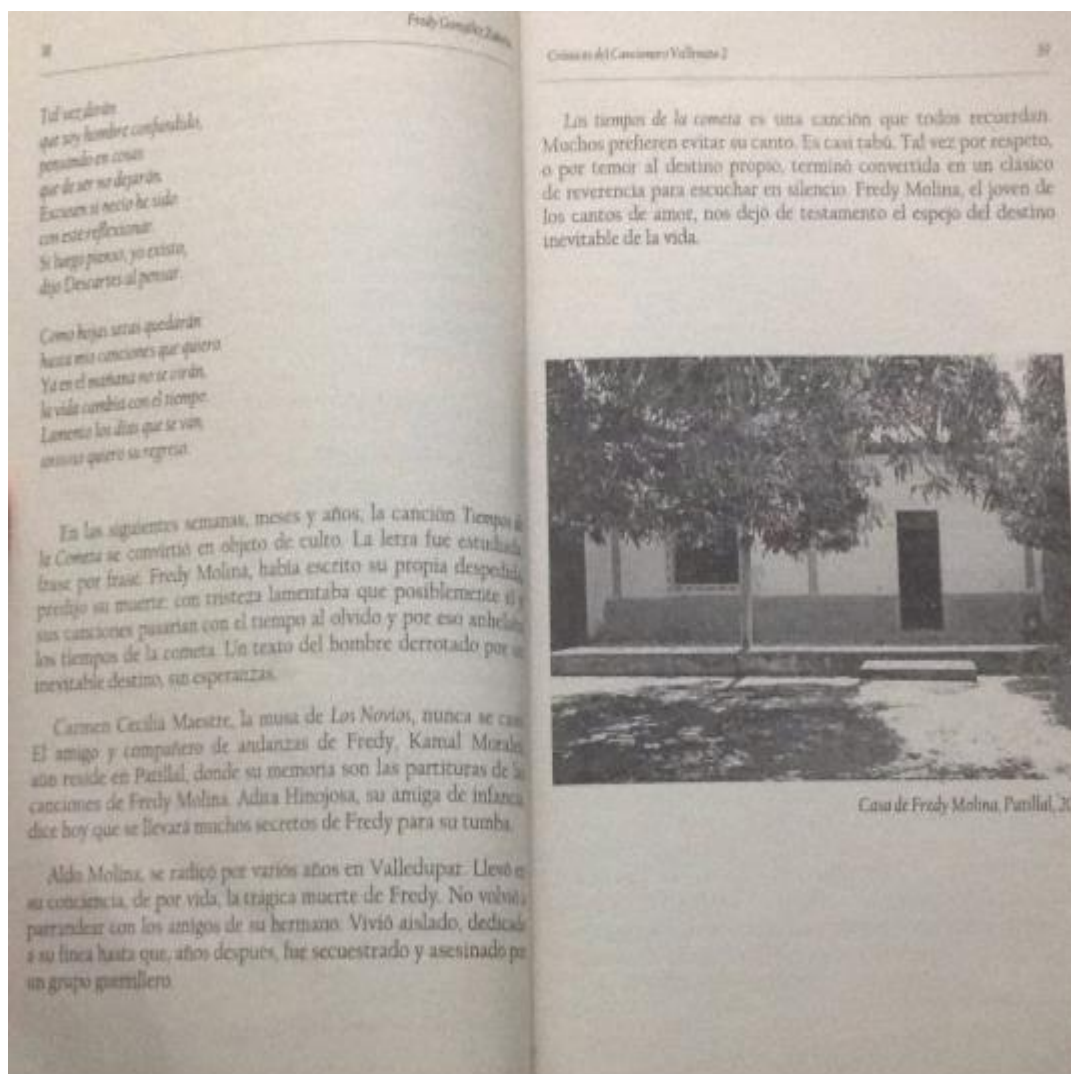 Fredy González Zubiría
Tal vez dirán
que soy hombre confundido,
pensando en cosas
que de ser no dejarán.
Excusen si necio he sido
con este reflexionar.
Si luego pienso, yo existo,
dijo Descartes al pensar.
Como hojas secas quedarán
hasta mis canciones que quiero.
Ya en el mañana no se oirán,
la vida cambia con el tiempo.
Lamento los días que se van,
ansioso quiero su regreso.
En las siguientes semanas, meses y años, la canción Tiempos de
la Cometa se convirtió en objeto de culto. La letra fue estudiada
frase por frase. Fredy Molina, había escrito su propia despedida,
predijo su muerte: con tristeza lamentaba que posiblemente él y
sus canciones pasarían con el tiempo al olvido y por eso anhelaba
los tiempos de la cometa. Un texto del hombre derrotado por
inevitable destino, sin esperanzas.
Carmen Cecilia Maestre, la musa de Los Novios, nunca se
El amigo y compañero de andanzas de Fredy, Kamal Morales,
aún reside en Patillal, donde su memoria son las partituras de
canciones de Fredy Molina. Adita Hinojosa, su amiga de infancia
dice hoy que se llevará muchos secretos de Fredy para su tumba.
Aldo Molina, se radicó por varios años en Valledupar. Llevó en
su conciencia, de por vida, la trágica muerte de Fredy. No volvió a
parrandear con los amigos de su hermano. Vivió aislado, dedicado
a su finca hasta que, años después, fue secuestrado y asesinado por
un grupo guerrillero.
Crónicas del Cancionero Vallenato 2
Los tiempos de la cometa es una canción que todos recuerdan.
Muchos prefieren evitar su canto. Es casi tabú. Tal vez por respeto,
o por temor al destino propio, terminó convertida en un clásico
de reverencia para escuchar en silencio. Fredy Molina, el joven de
los cantos de amor, nos dejó de testamento el espejo del destino
inevitable de la vida.
Casa de Fredy Molina, Patillal, 20